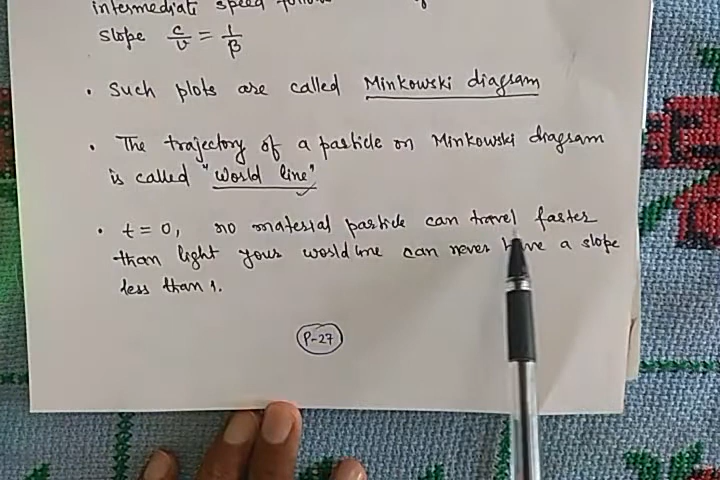 intermediate speed
slope c/v = 1/β
• Such plots are called Minkowski diagram
• The trajectory of a particle on Minkowski diagram
is called "World line"
• t = 0, no material particle can travel faster
than light your world line can never have a slope
less than 1.
P-27